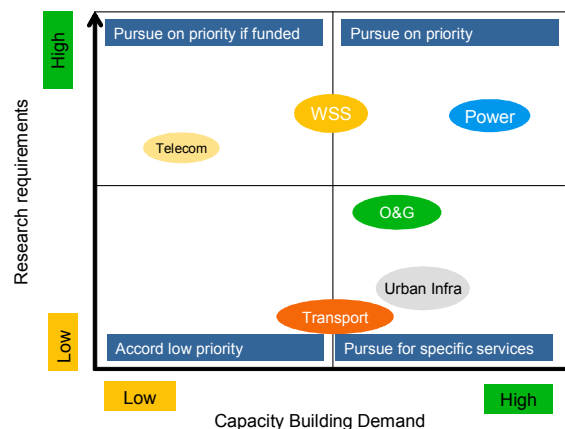 High
Research requirements
Low
Pursue on priority if funded
Pursue on priority
WSS
Power
Telecom
O&G
Urban Infra
Transport
Accord low priority
Pursue for specific services
Low
High
Capacity Building Demand